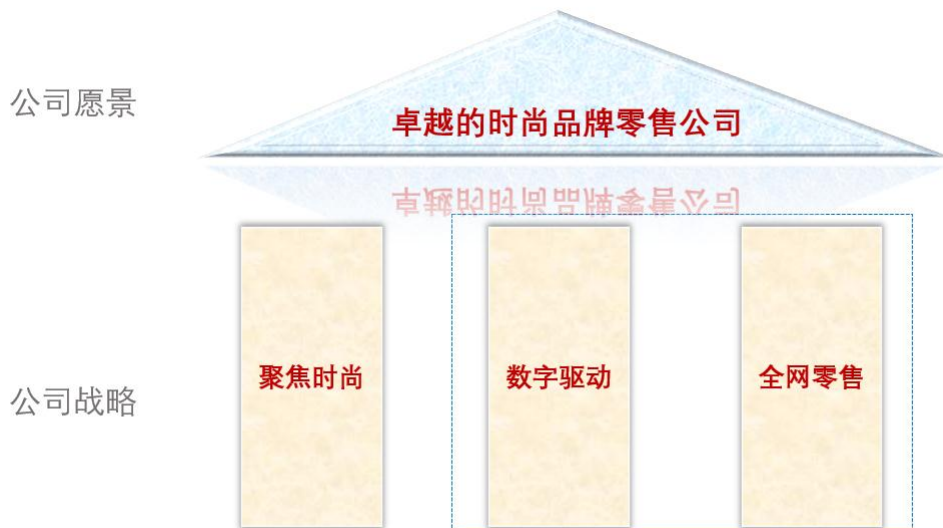 公司愿景
卓越的时尚品牌零售公司
公司战略
聚焦时尚
数字驱动
全网零售